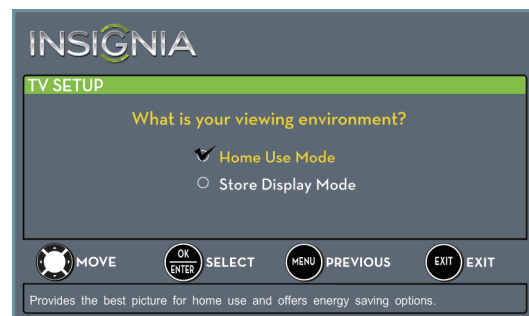 INSIGNIA
TV SETUP
What is your viewing environment?
Home Use Mode
Store Display Mode
MOVE OK ENTER SELECT MENU PREVIOUS EXIT EXIT
Provides the best picture for home use and offers energy saving options.